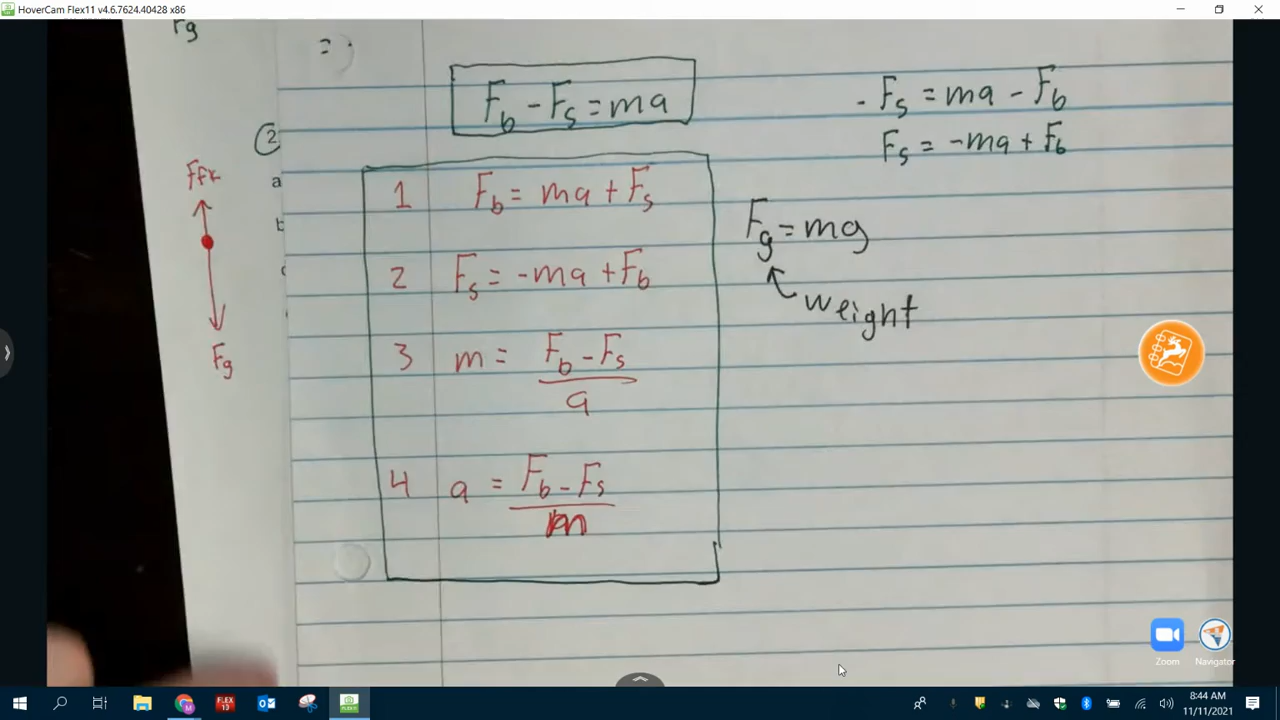 HoverCam Flex11 v4.6.7624.40428 x86
Fg
=
Fb - Fs = ma
- Fs = ma - Fb
Fs = -ma + Fb
2
a
b
1 Fb = ma + Fs
2 Fs = -ma + Fb
3 m = Fb - Fs / a
4 a = Fb - Fs / m
Fg = mg
weight
Fg
Zoom
Navigator
FLEX
8:44 AM
11/11/2021